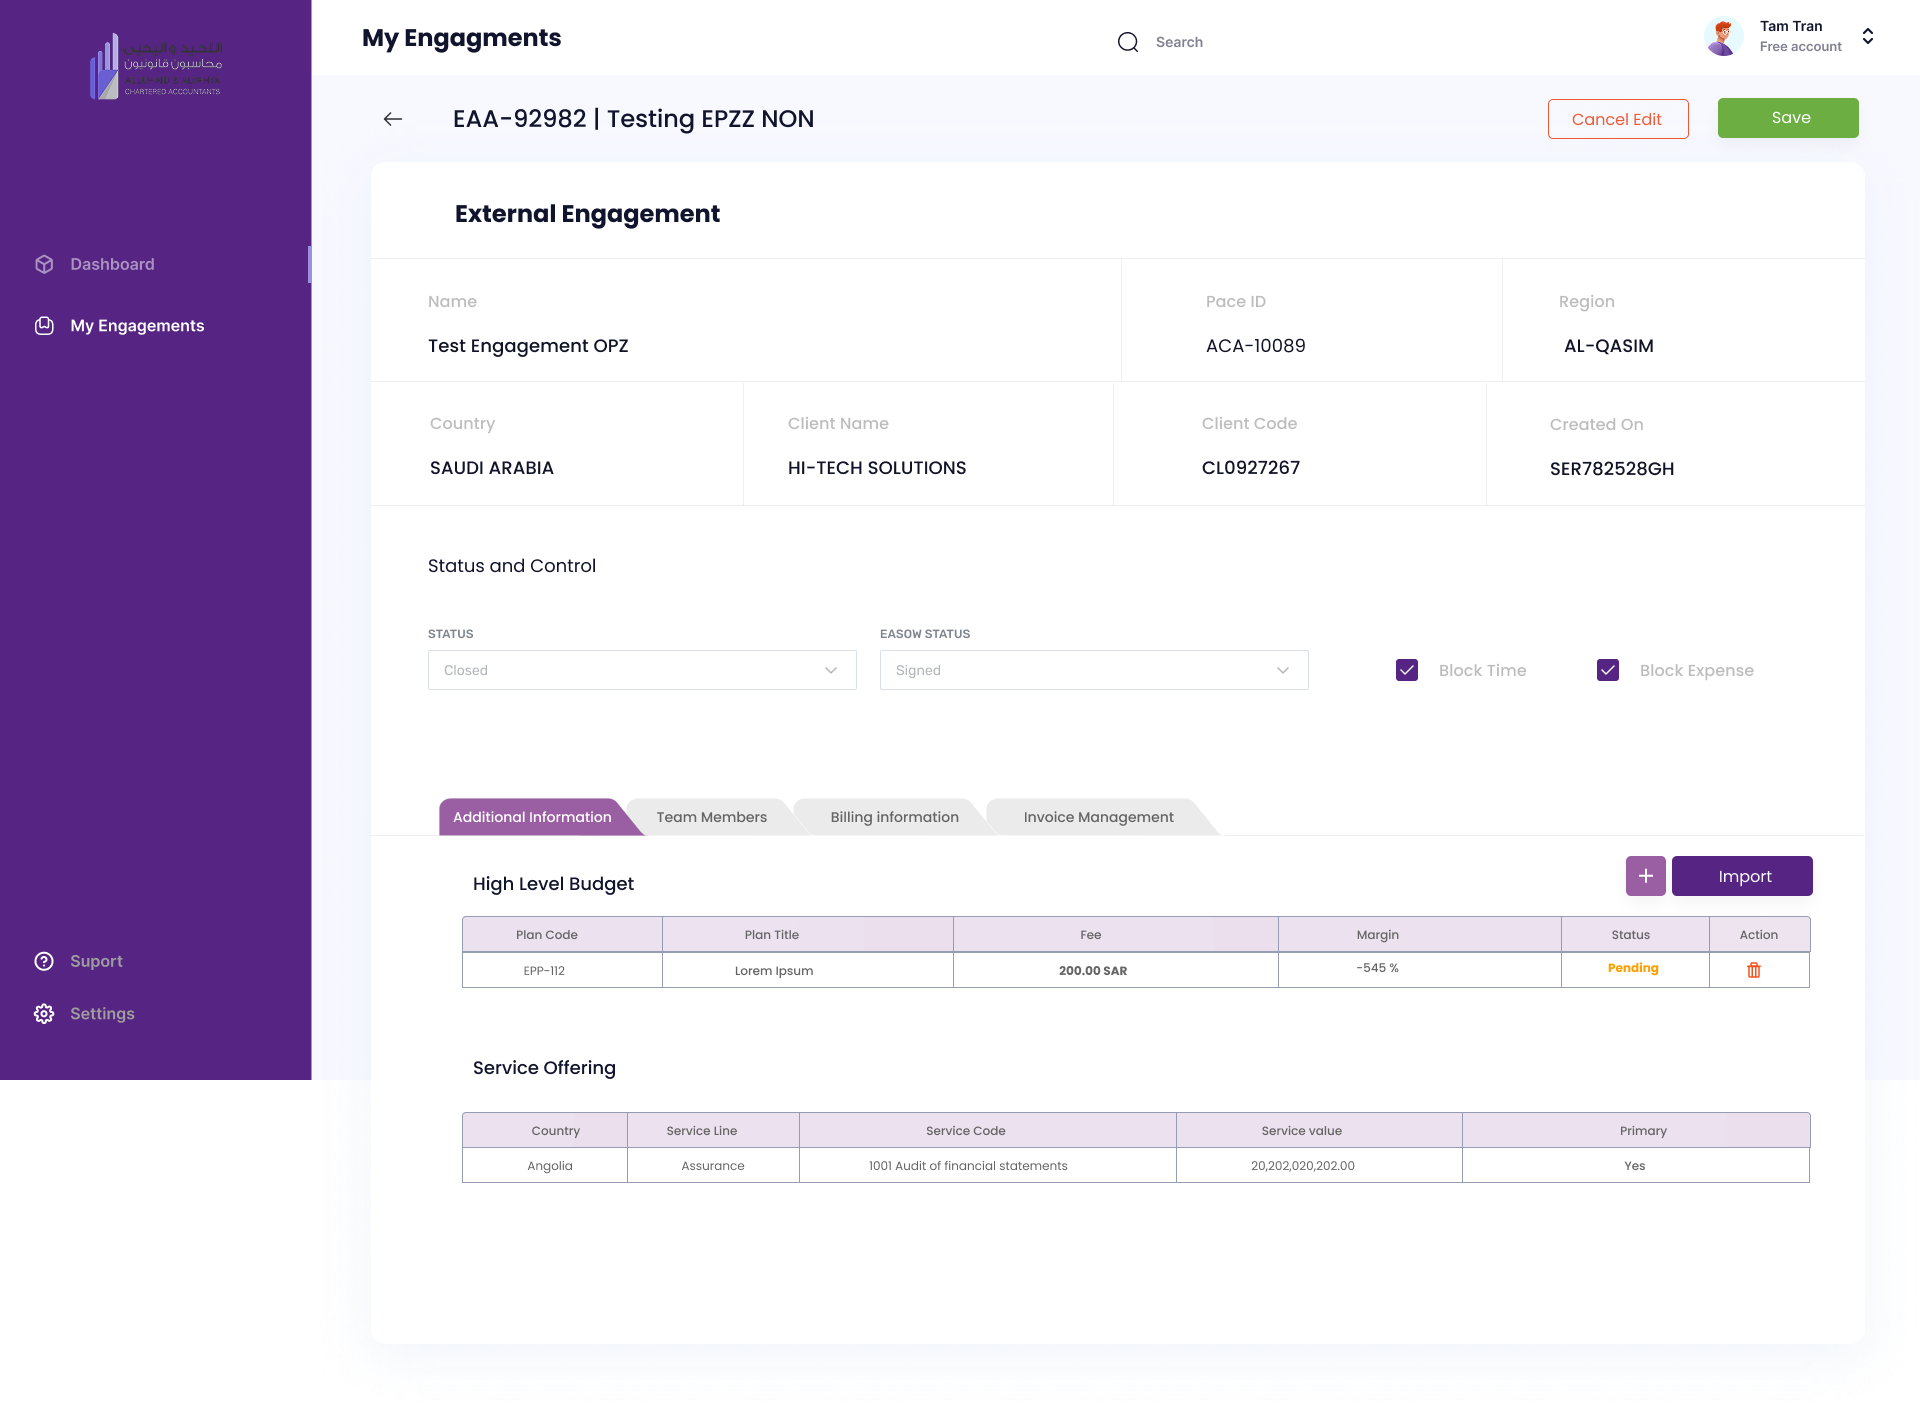 محاسبون قانونيون
CHARTERED ACCOUNTANTS
Dashboard
My Engagements
Suport
Settings
My Engagments
Search
Tam Tran
Free account
EAA-92982 | Testing EPZZ NON
Cancel Edit
Save
External Engagement
Name
Pace ID
Region
Test Engagement OPZ
ACA-10089
AL-QASIM
Country
Client Name
Client Code
Created On
SAUDI ARABIA
HI-TECH SOLUTIONS
CL0927267
SER782528GH
Status and Control
STATUS
EASOW STATUS
Closed
Signed
Block Time
Block Expense
Additional Information
Team Members
Billing information
Invoice Management
High Level Budget
Import
Plan Code
Plan Title
Fee
Margin
Status
Action
EPP-112
Lorem Ipsum
200.00 SAR
-545 %
Pending
Service Offering
Country
Service Line
Service Code
Service value
Primary
Angolia
Assurance
1001 Audit of financial statements
20,202,020,202.00
Yes